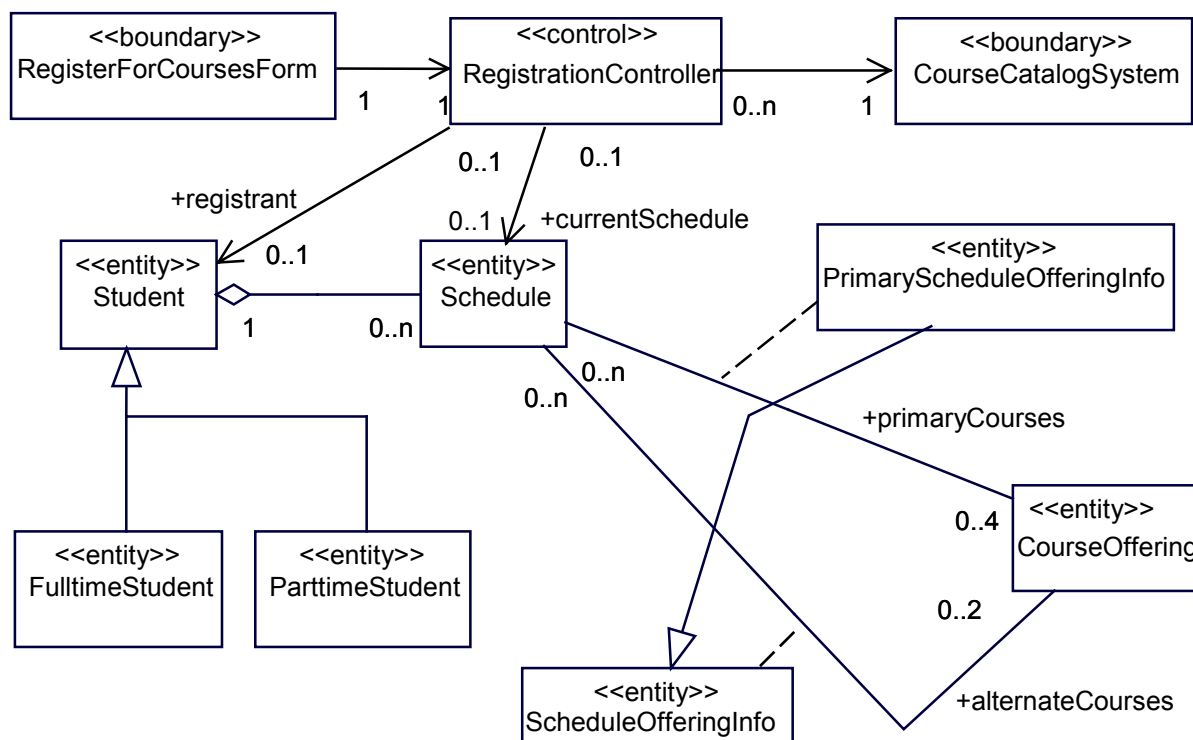 <<boundary>>
RegisterForCoursesForm
<<control>>
RegistrationController
<<boundary>>
CourseCatalogSystem
1
1
0..n
1
0..1
0..1
+registrant
0..1
0..1
+currentSchedule
<<entity>>
Student
<<entity>>
Schedule
<<entity>>
PrimaryScheduleOfferingInfo
1
0..n
0..n
0..n
+primaryCourses
0..4
<<entity>>
CourseOffering
<<entity>>
FulltimeStudent
<<entity>>
ParttimeStudent
0..2
<<entity>>
ScheduleOfferingInfo
+alternateCourses